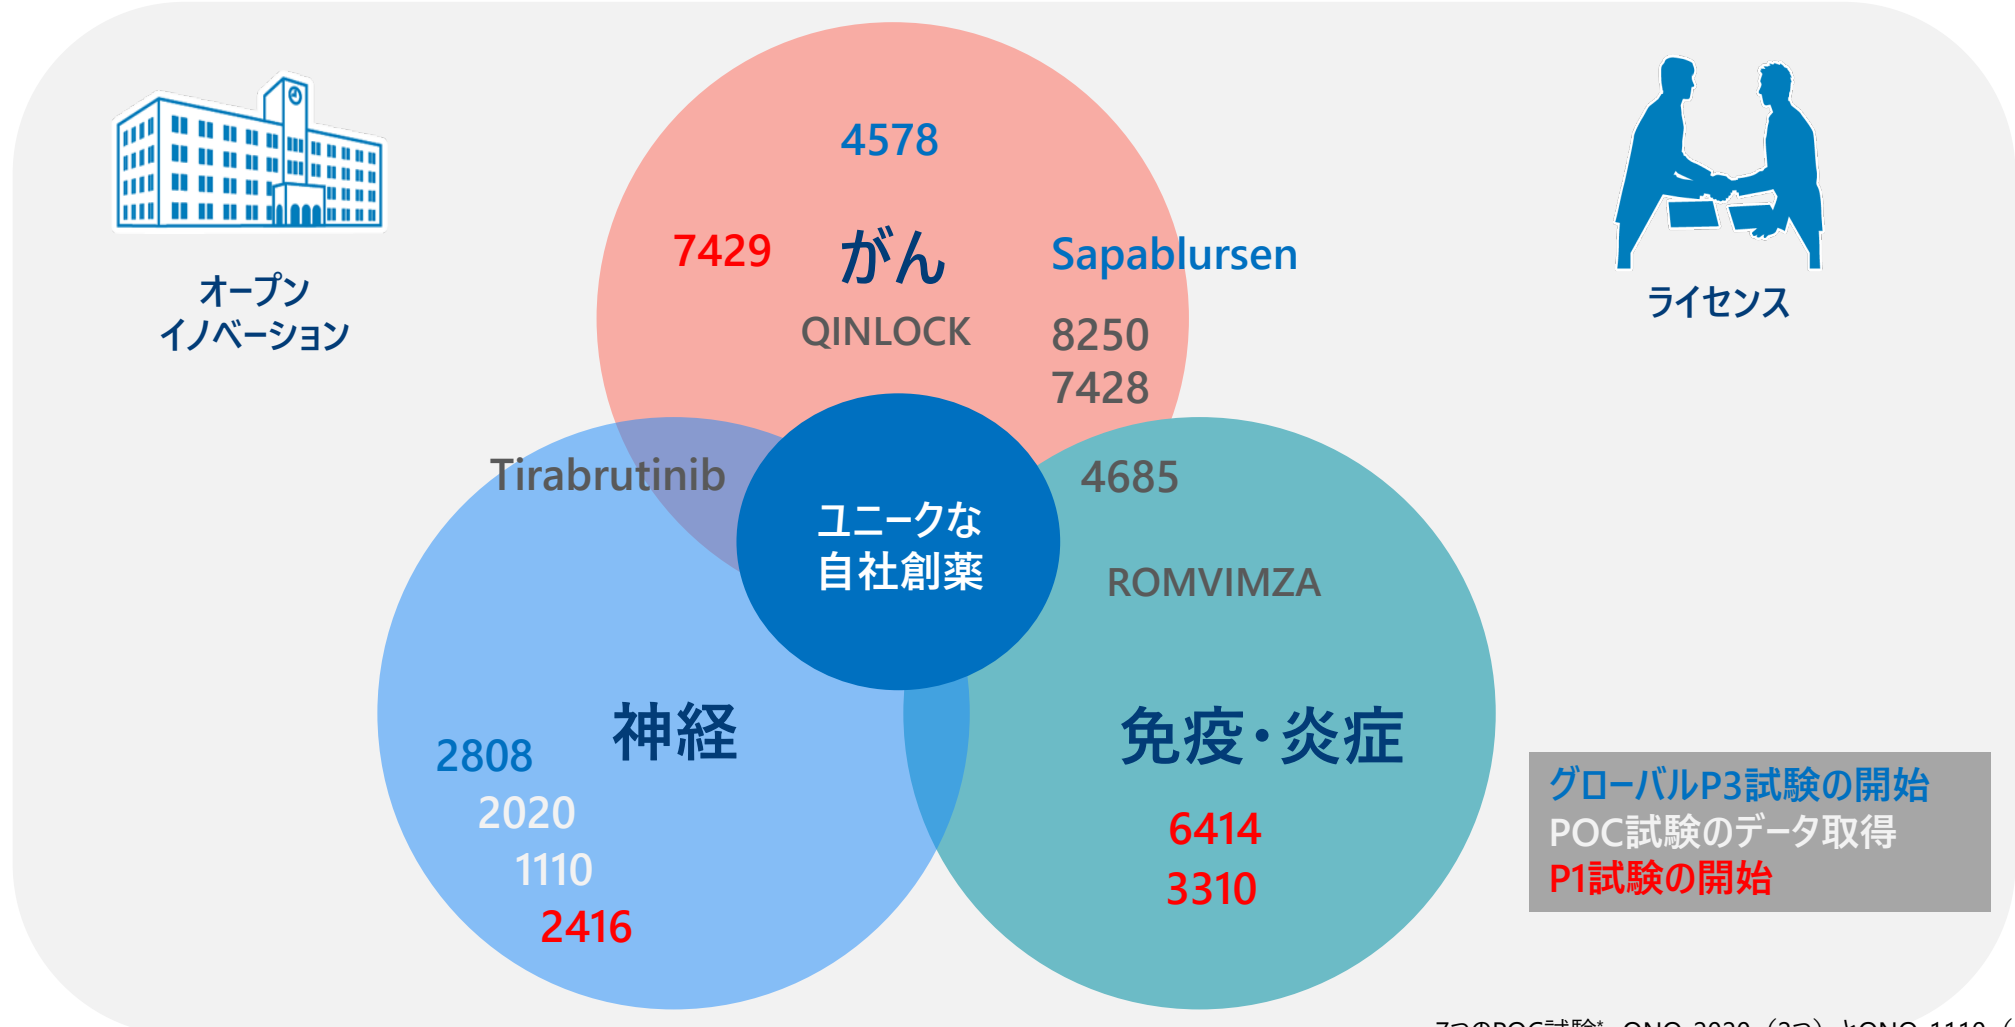 4578
7429
がん
Sapablursen
QINLOCK
8250
7428
オープン
イノベーション
ライセンス
Tirabrutinib
4685
ユニークな
自社創薬
ROMVIMZA
神経
2808
2020
1110
2416
免疫・炎症
6414
3310
グローバルP3試験の開始
POC試験のデータ取得
P1試験の開始